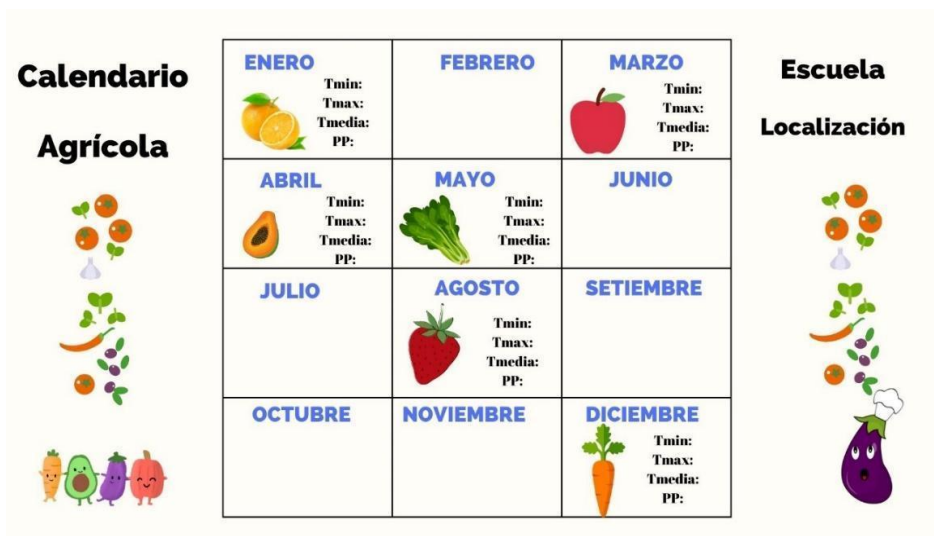 Calendario
Agrícola
ENERO
Tmin:
Tmax:
Tmedia:
PP:
FEBRERO
MARZO
Tmin:
Tmax:
Tmedia:
PP:
ABRIL
Tmin:
Tmax:
Tmedia:
PP:
MAYO
Tmin:
Tmax:
Tmedia:
PP:
JUNIO
JULIO
AGOSTO
Tmin:
Tmax:
Tmedia:
PP:
SETIEMBRE
OCTUBRE
NOVIEMBRE
DICIEMBRE
Tmin:
Tmax:
Tmedia:
PP:
Escuela
Localización